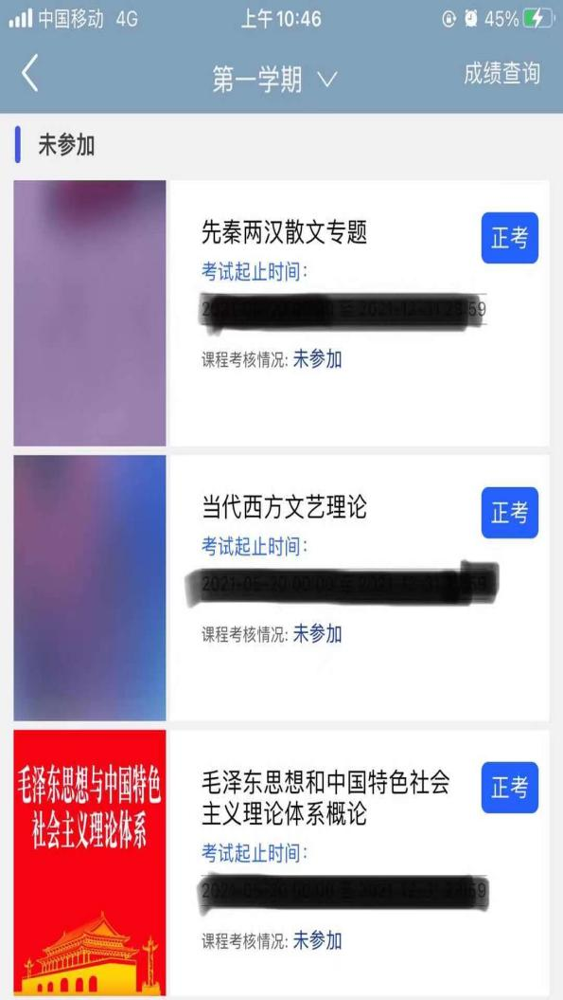 中国移动 4G 上午10:46 45%
第一学期 成绩查询
未参加
先秦两汉散文专题 正考
考试起止时间：
课程考核情况: 未参加
当代西方文艺理论 正考
考试起止时间：
课程考核情况: 未参加
毛泽东思想与中国特色
社会主义理论体系
毛泽东思想和中国特色社会 正考
主义理论体系概论
考试起止时间：
课程考核情况: 未参加